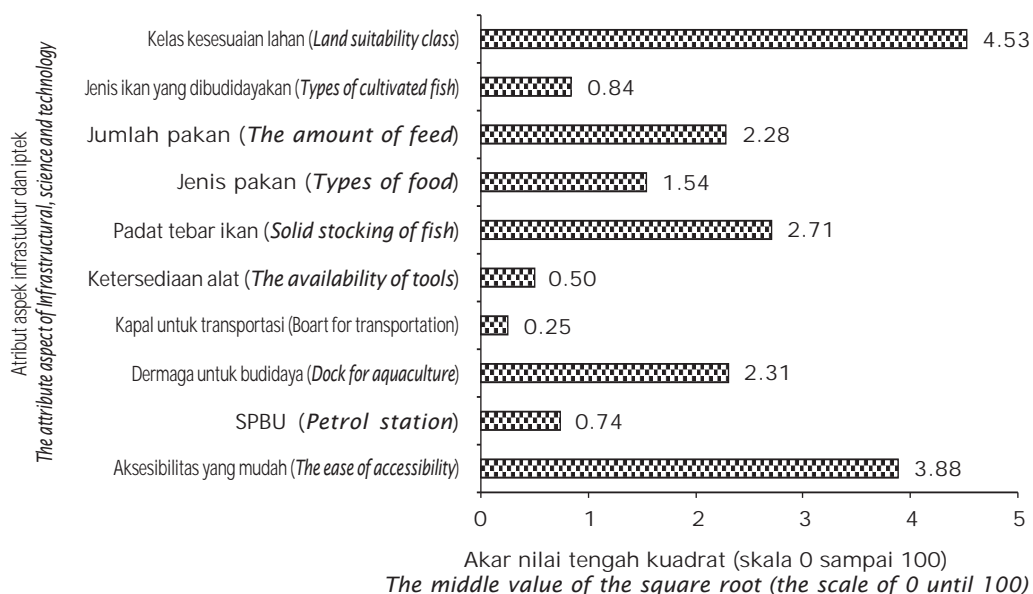 Atribut aspek infrastuktur dan iptek
The attribute aspect of Infrastructural, science and technology
Kelas kesesuaian lahan (Land suitability class)
4.53
Jenis ikan yang dibudidayakan (Types of cultivated fish)
0.84
Jumlah pakan (The amount of feed)
2.28
Jenis pakan (Types of food)
1.54
Padat tebar ikan (Solid stocking of fish)
2.71
Ketersediaan alat (The availability of tools)
0.50
Kapal untuk transportasi (Boart for transportation)
0.25
Dermaga untuk budidaya (Dock for aquaculture)
2.31
SPBU (Petrol station)
0.74
Aksesibilitas yang mudah (The ease of accessibility)
3.88
0 1 2 3 4 5
Akar nilai tengah kuadrat (skala 0 sampai 100)
The middle value of the square root (the scale of 0 until 100)